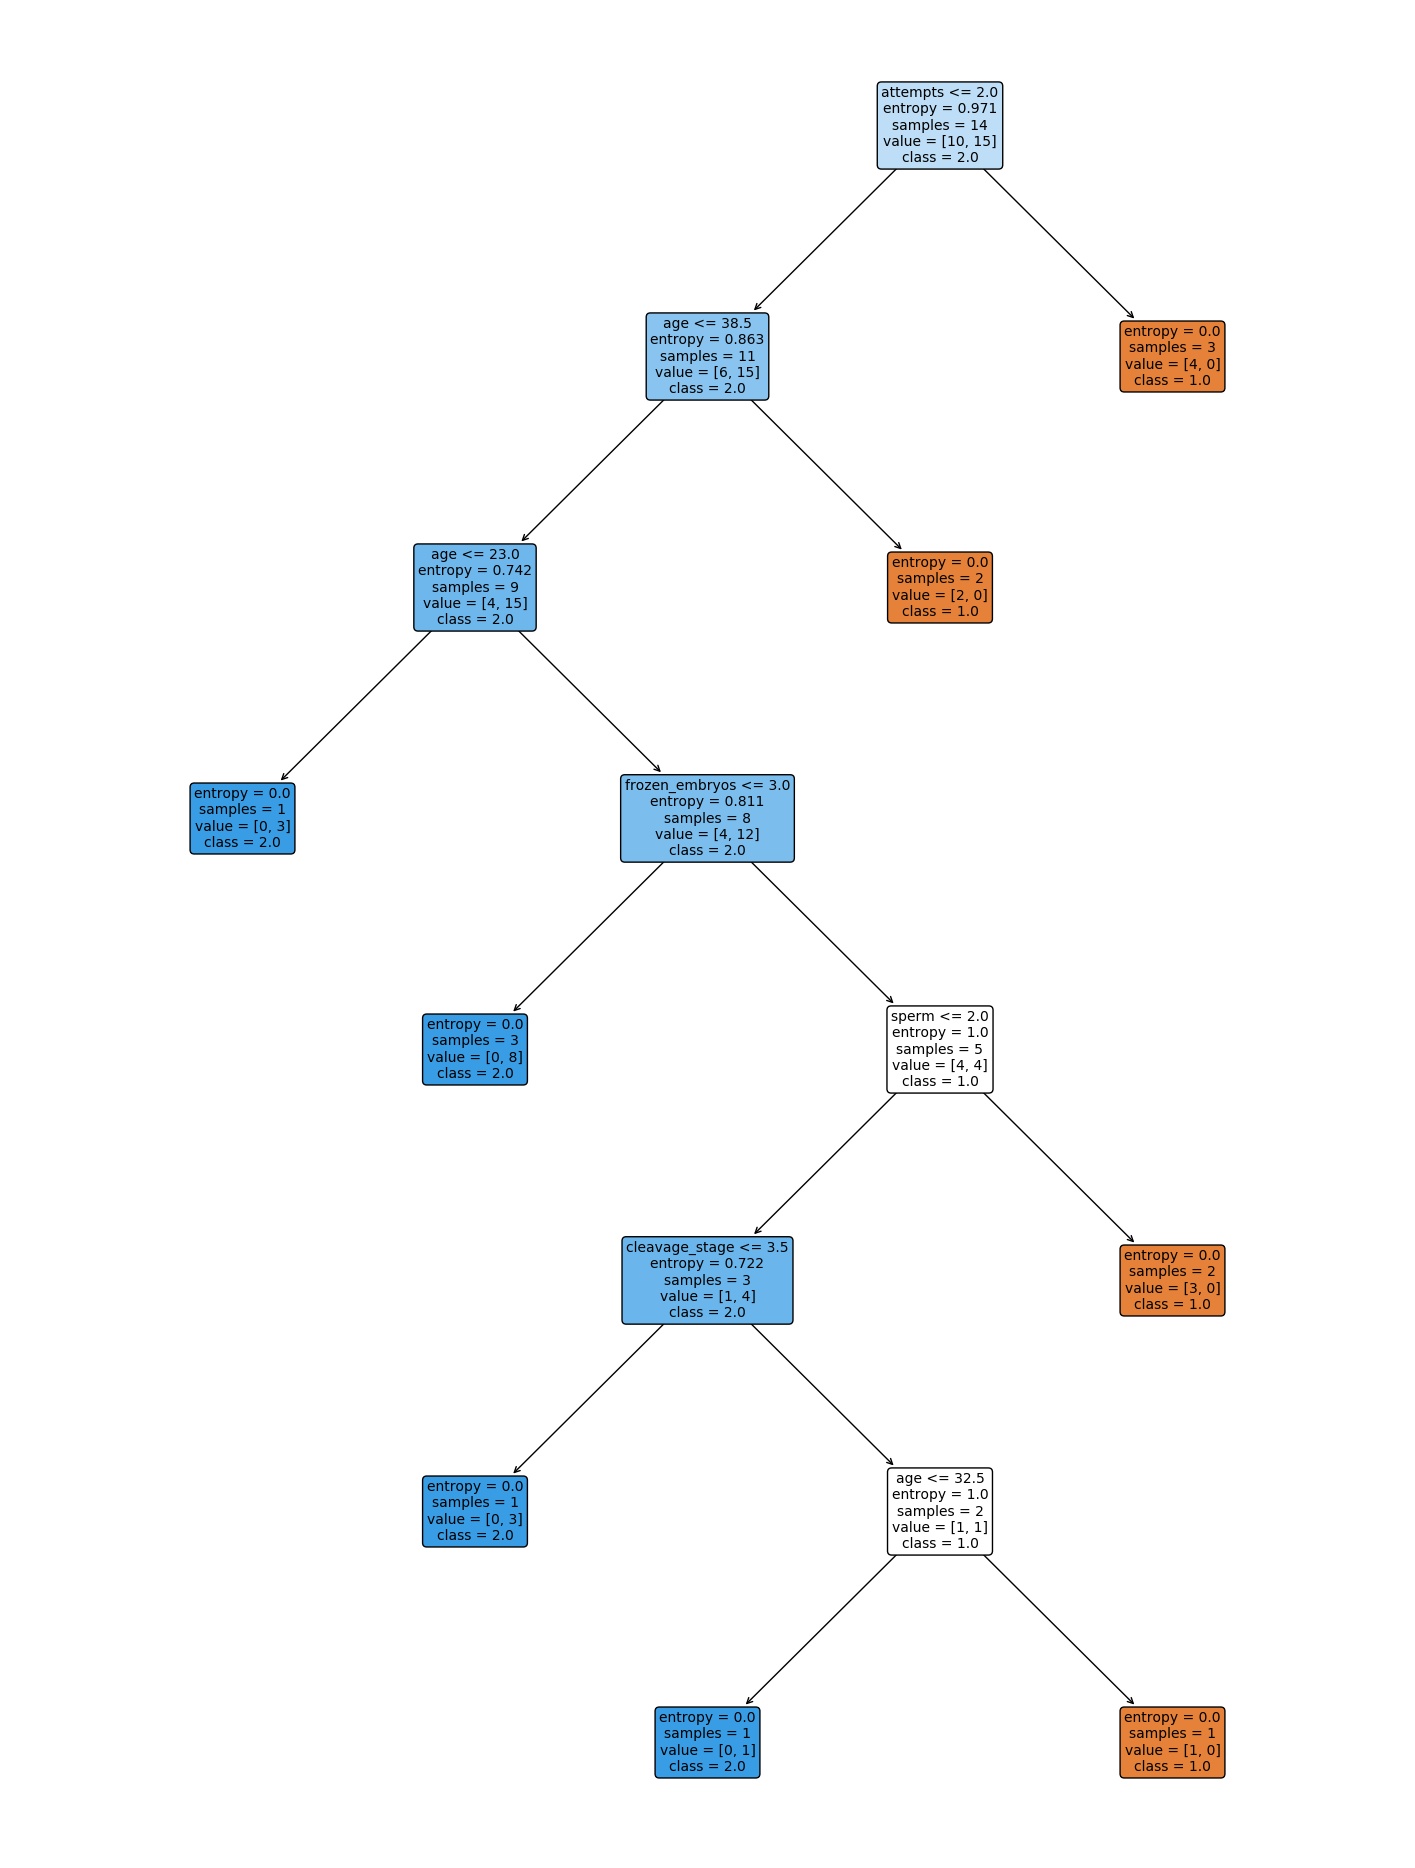 attempts <= 2.0
entropy = 0.971
samples = 14
value = [10, 15]
class = 2.0
age <= 38.5
entropy = 0.863
samples = 11
value = [6, 15]
class = 2.0
entropy = 0.0
samples = 3
value = [4, 0]
class = 1.0
age <= 23.0
entropy = 0.742
samples = 9
value = [4, 15]
class = 2.0
entropy = 0.0
samples = 2
value = [2, 0]
class = 1.0
entropy = 0.0
samples = 1
value = [0, 3]
class = 2.0
frozen_embryos <= 3.0
entropy = 0.811
samples = 8
value = [4, 12]
class = 2.0
entropy = 0.0
samples = 3
value = [0, 8]
class = 2.0
sperm <= 2.0
entropy = 1.0
samples = 5
value = [4, 4]
class = 1.0
cleavage_stage <= 3.5
entropy = 0.722
samples = 3
value = [1, 4]
class = 2.0
entropy = 0.0
samples = 2
value = [3, 0]
class = 1.0
entropy = 0.0
samples = 1
value = [0, 3]
class = 2.0
age <= 32.5
entropy = 1.0
samples = 2
value = [1, 1]
class = 1.0
entropy = 0.0
samples = 1
value = [0, 1]
class = 2.0
entropy = 0.0
samples = 1
value = [1, 0]
class = 1.0